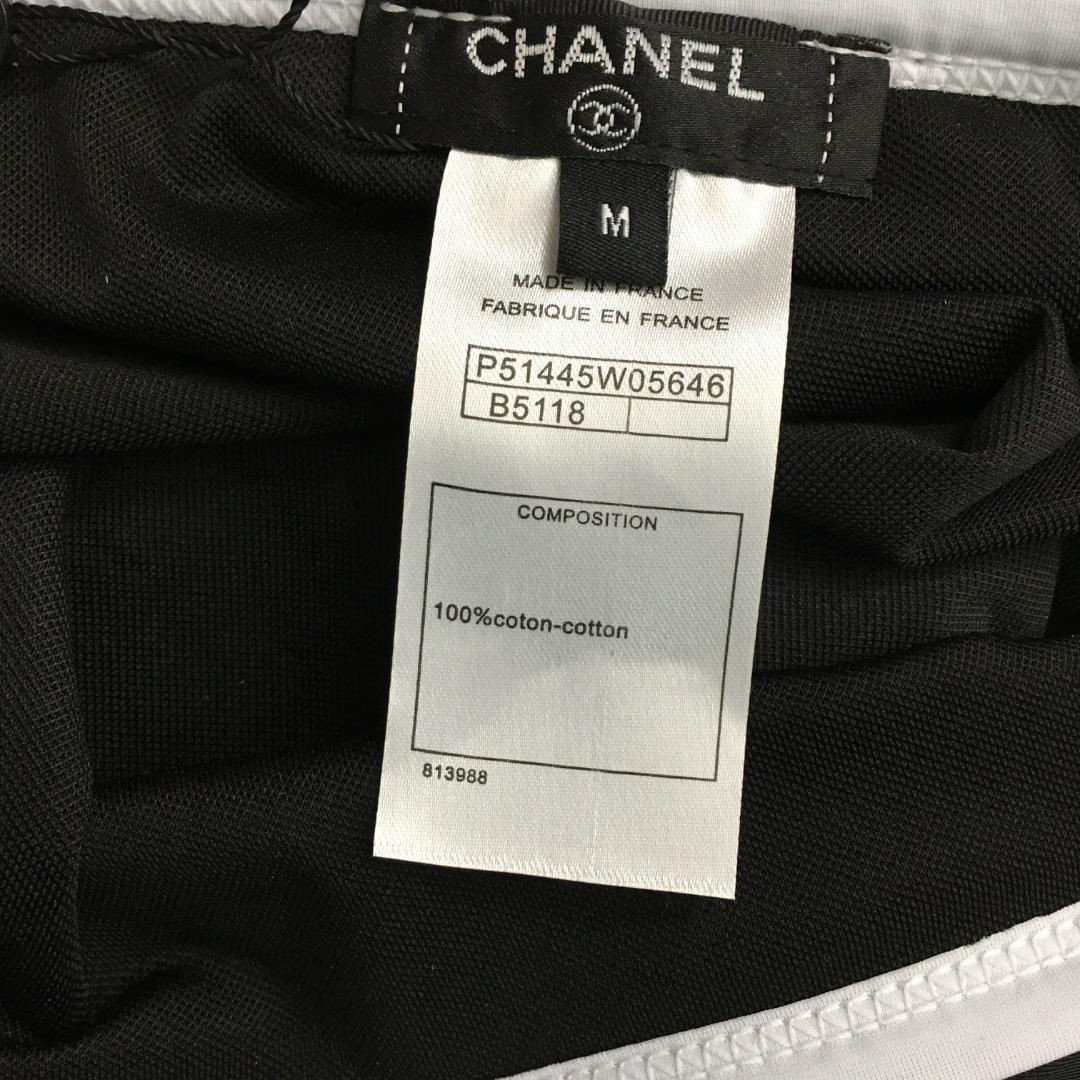 CHANEL
M
MADE IN FRANCE
FABRIQUE EN FRANCE
P51445W05646
B5118
COMPOSITION
100%coton-cotton
813988